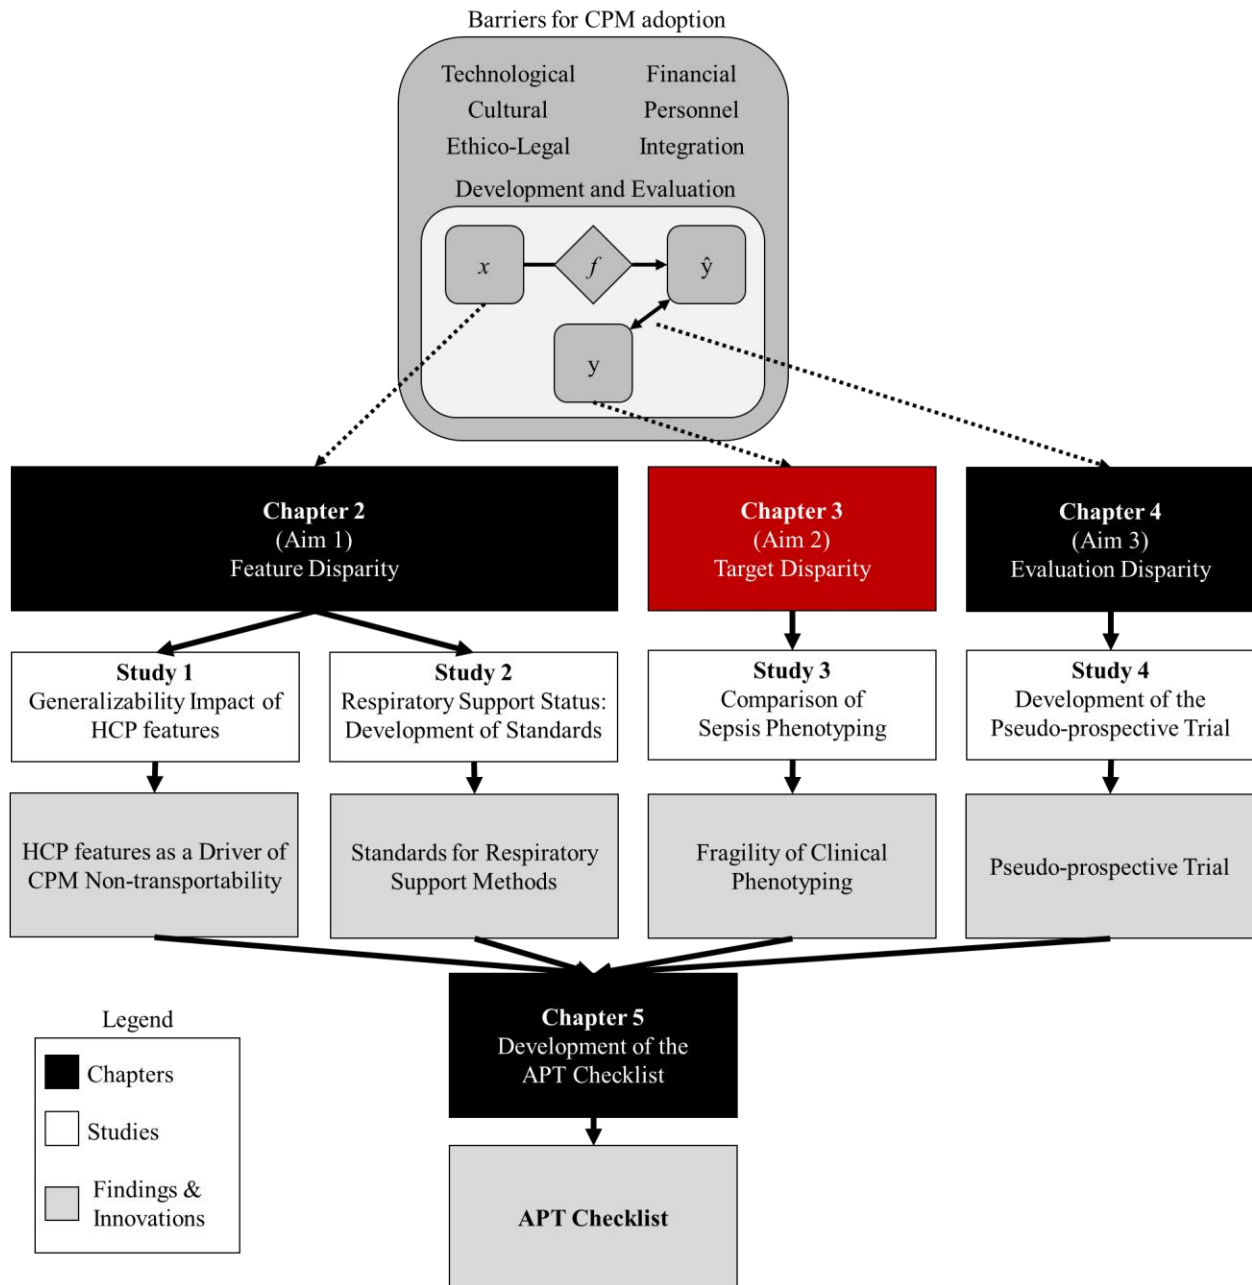 Barriers for CPM adoption
Technological
Financial
Cultural
Personnel
Ethico-Legal
Integration
Development and Evaluation
x
f
ŷ
y
Chapter 2
(Aim 1)
Feature Disparity
Chapter 3
(Aim 2)
Target Disparity
Chapter 4
(Aim 3)
Evaluation Disparity
Study 1
Generalizability Impact of
HCP features
Study 2
Respiratory Support Status:
Development of Standards
Study 3
Comparison of
Sepsis Phenotyping
Study 4
Development of the
Pseudo-prospective Trial
HCP features as a Driver of
CPM Non-transportability
Standards for Respiratory
Support Methods
Fragility of Clinical
Phenotyping
Pseudo-prospective Trial
Chapter 5
Development of the
APT Checklist
APT Checklist
Legend
Chapters
Studies
Findings &
Innovations